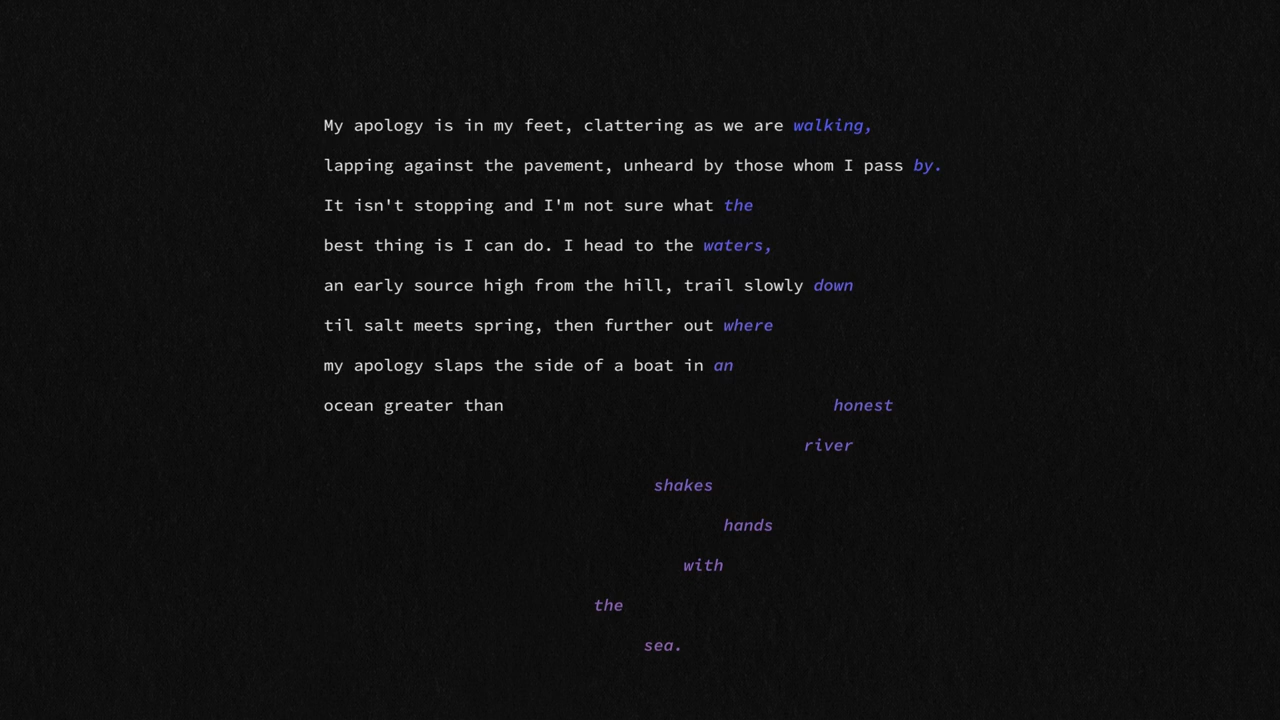 My apology is in my feet, clattering as we are walking,
lapping against the pavement, unheard by those whom I pass by.
It isn't stopping and I'm not sure what the
best thing is I can do. I head to the waters,
an early source high from the hill, trail slowly down
til salt meets spring, then further out where
my apology slaps the side of a boat in an
ocean greater than honest
river
shakes
hands
with
the
sea.